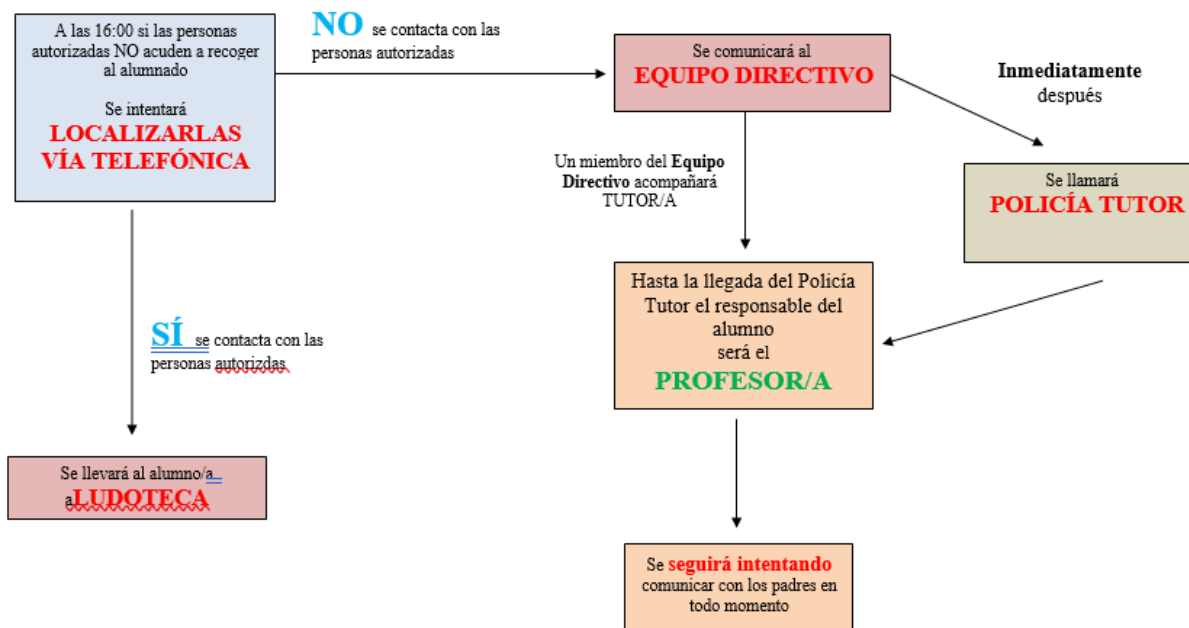 A las 16:00 si las personas
autorizadas NO acuden a recoger
al alumnado
Se intentará
LOCALIZARLAS
VÍA TELEFÓNICA
NO se contacta con las
personas autorizadas
Se comunicará al
EQUIPO DIRECTIVO
Inmediatamente
después
Un miembro del Equipo
Directivo acompañará
TUTOR/A
Se llamará
POLICÍA TUTOR
Hasta la llegada del Policía
Tutor el responsable del
alumno
será el
PROFESOR/A
SÍ se contacta con las
personas autorizdas
Se llevará al alumno/a
aLUDOTECA
Se seguirá intentando
comunicar con los padres en
todo momento